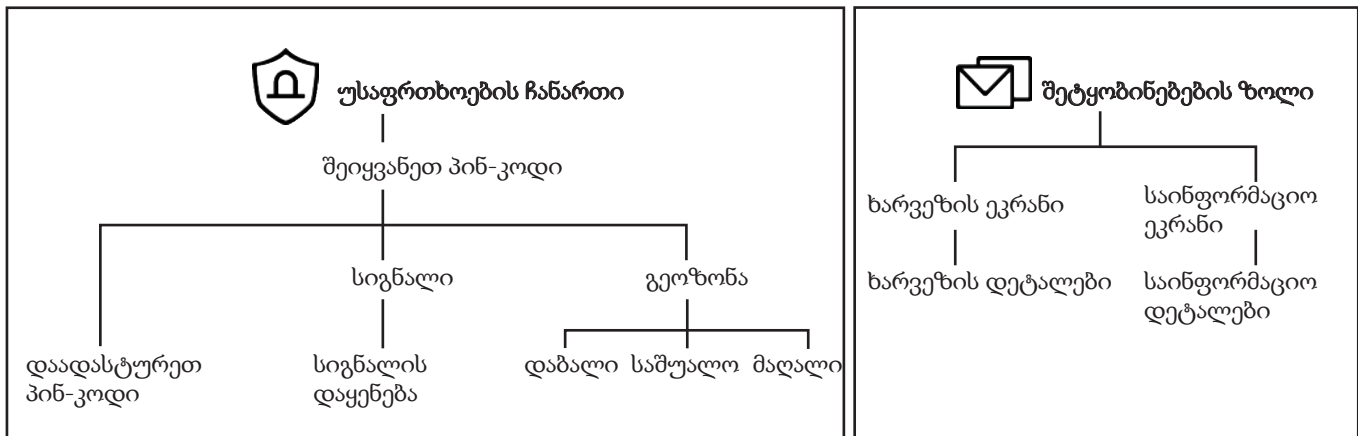 უსაფრთხოების ჩანართი
შეიყვანეთ პინ-კოდი
სიგნალი
გეოზონა
დაადასტურეთ
პინ-კოდი
სიგნალის
დაყენება
დაბალი
საშუალო
მაღალი
შეტყობინებების ზოლი
ხარვეზის ეკრანი
საინფორმაციო
ეკრანი
ხარვეზის დეტალები
საინფორმაციო
დეტალები